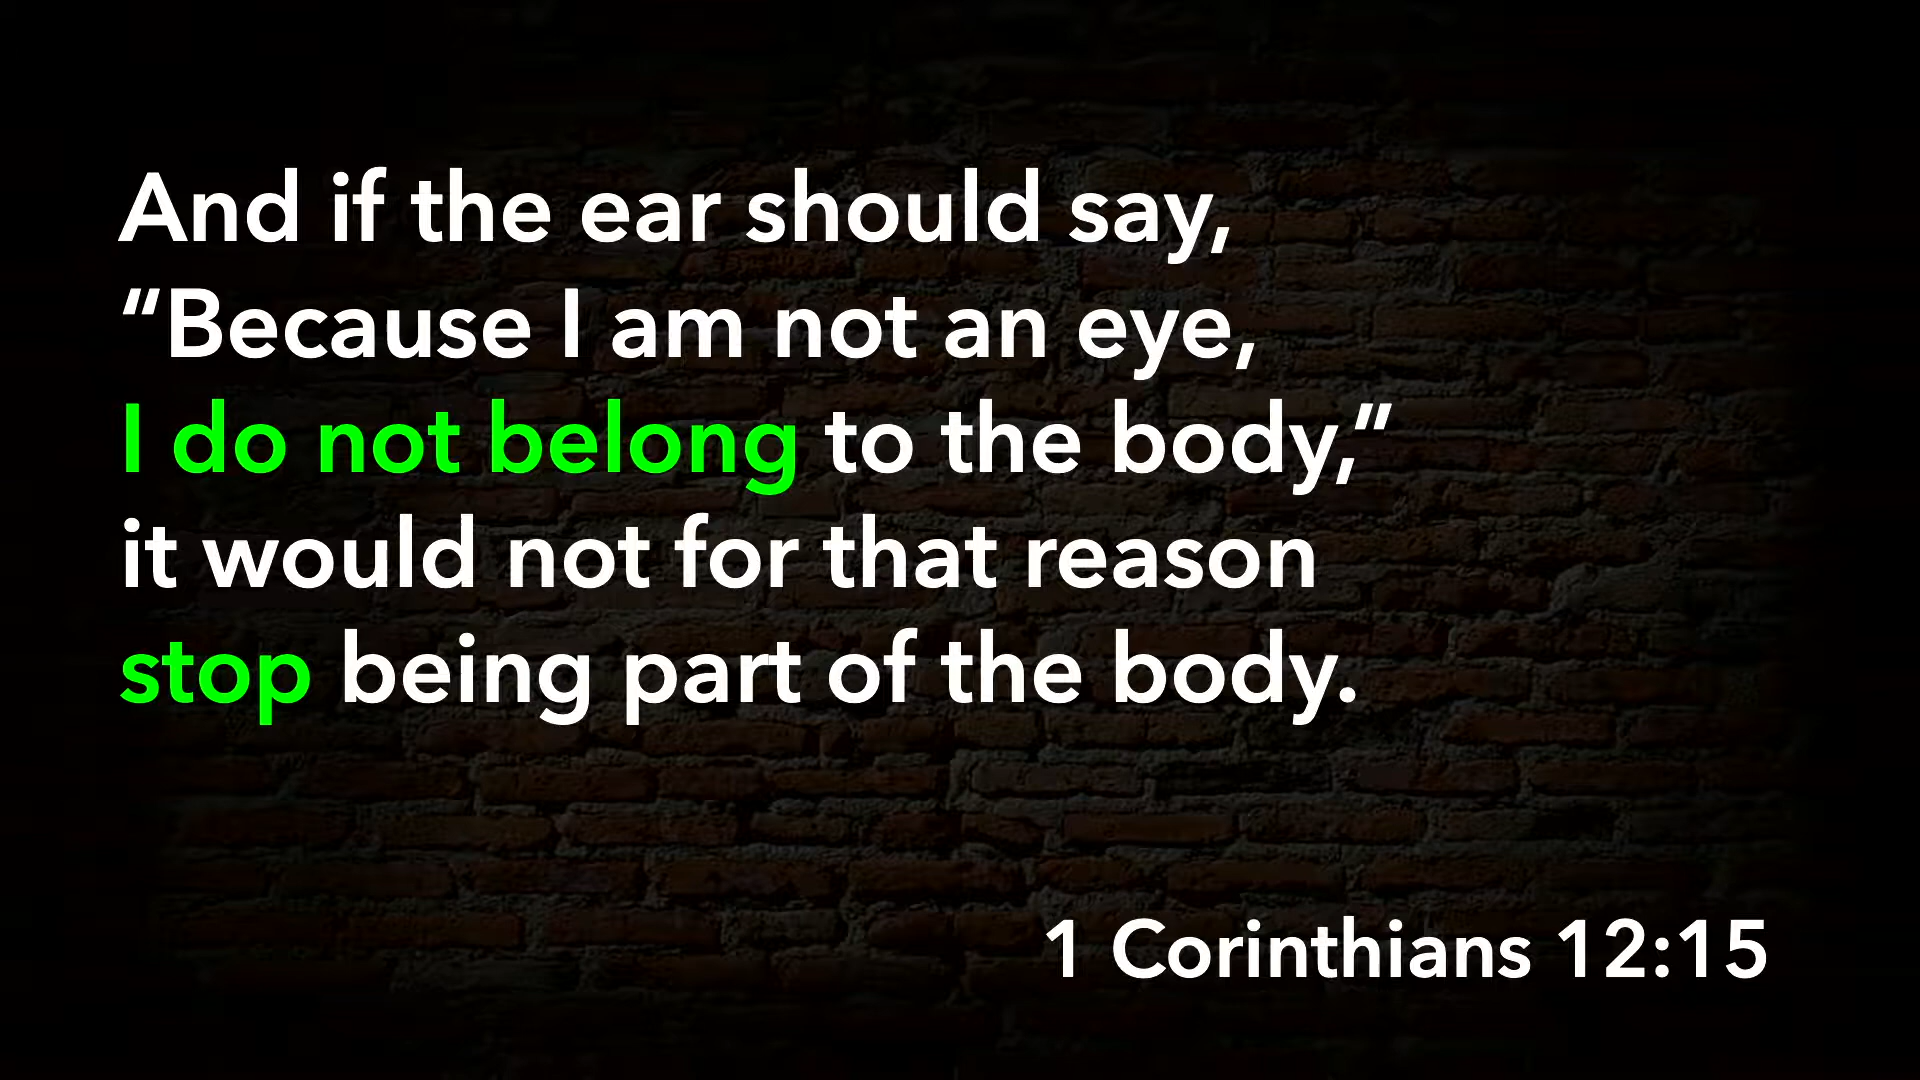 And if the ear should say,
“Because I am not an eye,
I do not belong to the body,”
it would not for that reason
stop being part of the body.
1 Corinthians 12:15